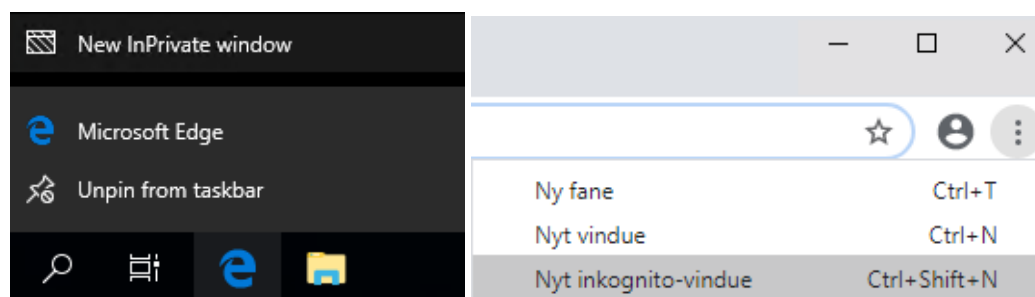 New InPrivate window
Microsoft Edge
Unpin from taskbar
Ny fane Ctrl+T
Nyt vindue Ctrl+N
Nyt inkognito-vindue Ctrl+Shift+N